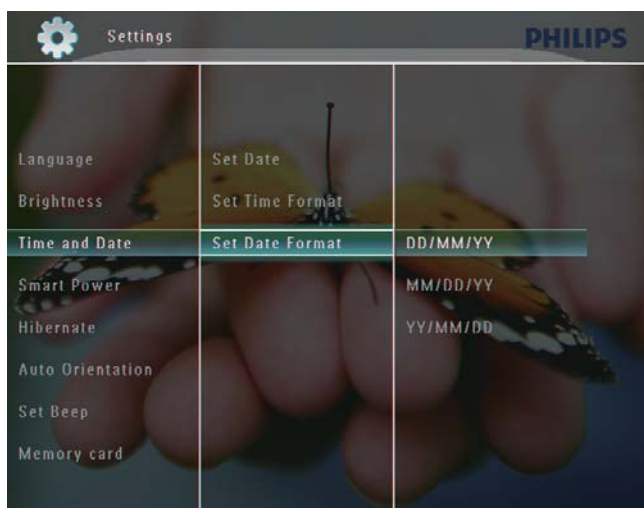 Settings
PHILIPS
Language
Brightness
Time and Date
Smart Power
Hibernate
Auto Orientation
Set Beep
Memory card
Set Date
Set Time Format
Set Date Format
DD/MM/YY
MM/DD/YY
YY/MM/DD